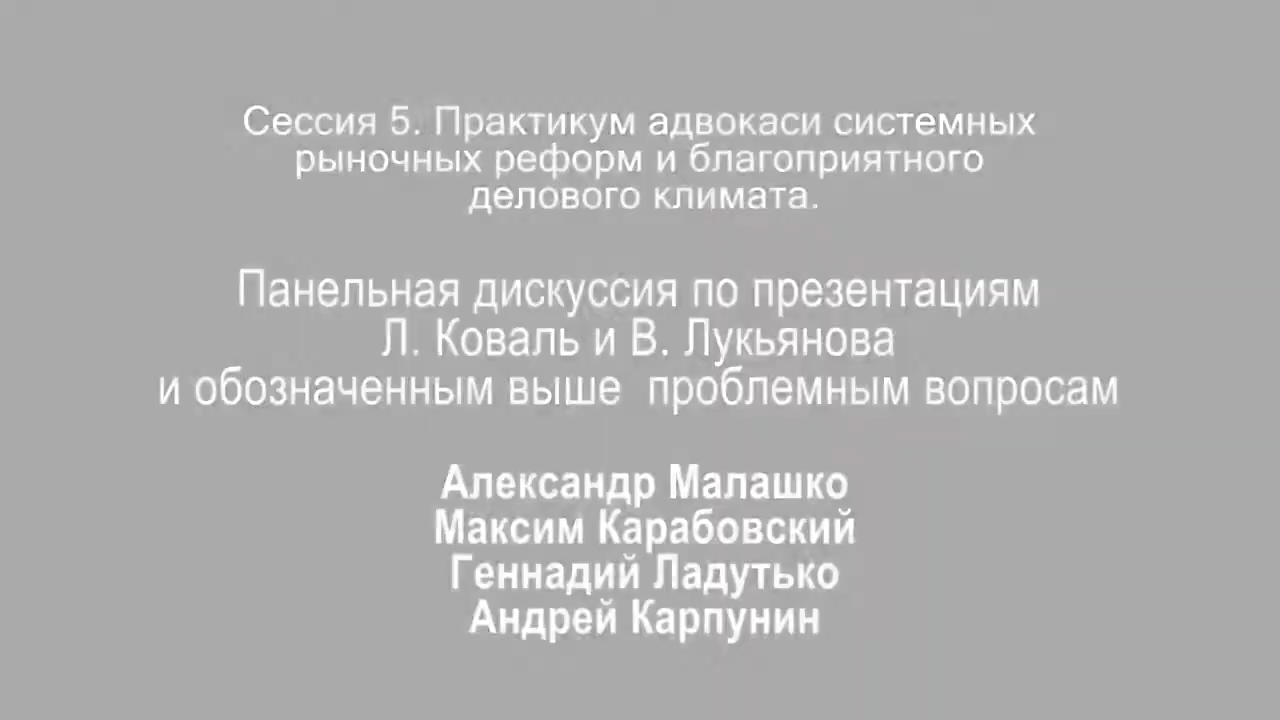 Сессия 5. Практикум адвокаси системных
рыночных реформ и благоприятного
делового климата.
Панельная дискуссия по презентациям
Л. Коваль и В. Лукьянова
и обозначенным выше  проблемным вопросам
Александр Малашко
Максим Карабовский
Геннадий Ладутько
Андрей Карпунин